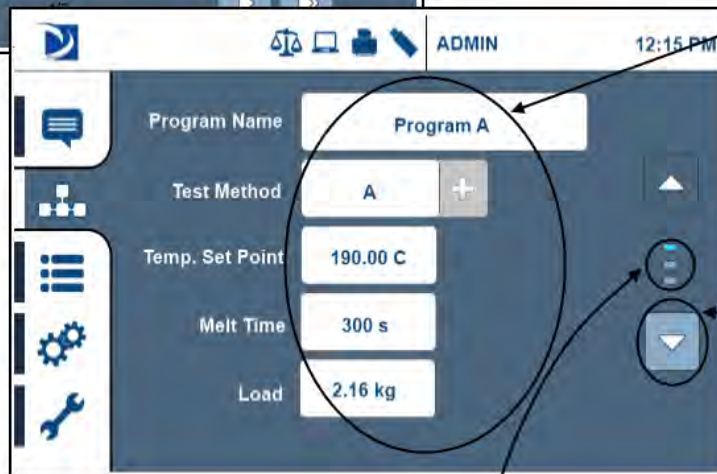 ADMIN 12:15 PM
Program Name Program A
Test Method A +
Temp. Set Point 190.00 C
Melt Time 300 s
Load 2.16 kg